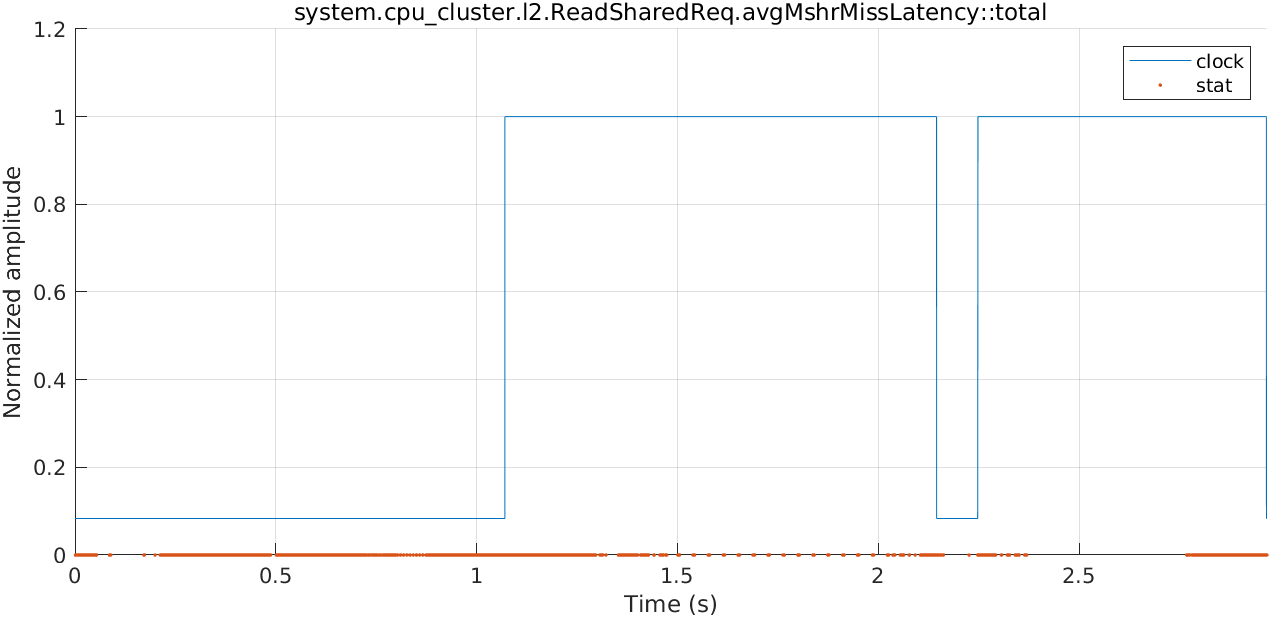 system.cpu_cluster.l2.ReadSharedReq.avgMshrMissLatency::total
1.2
1
0.8
0.6
0.4
0.2
0
Normalized amplitude
clock
stat
0 0.5 1 1.5 2 2.5
Time (s)